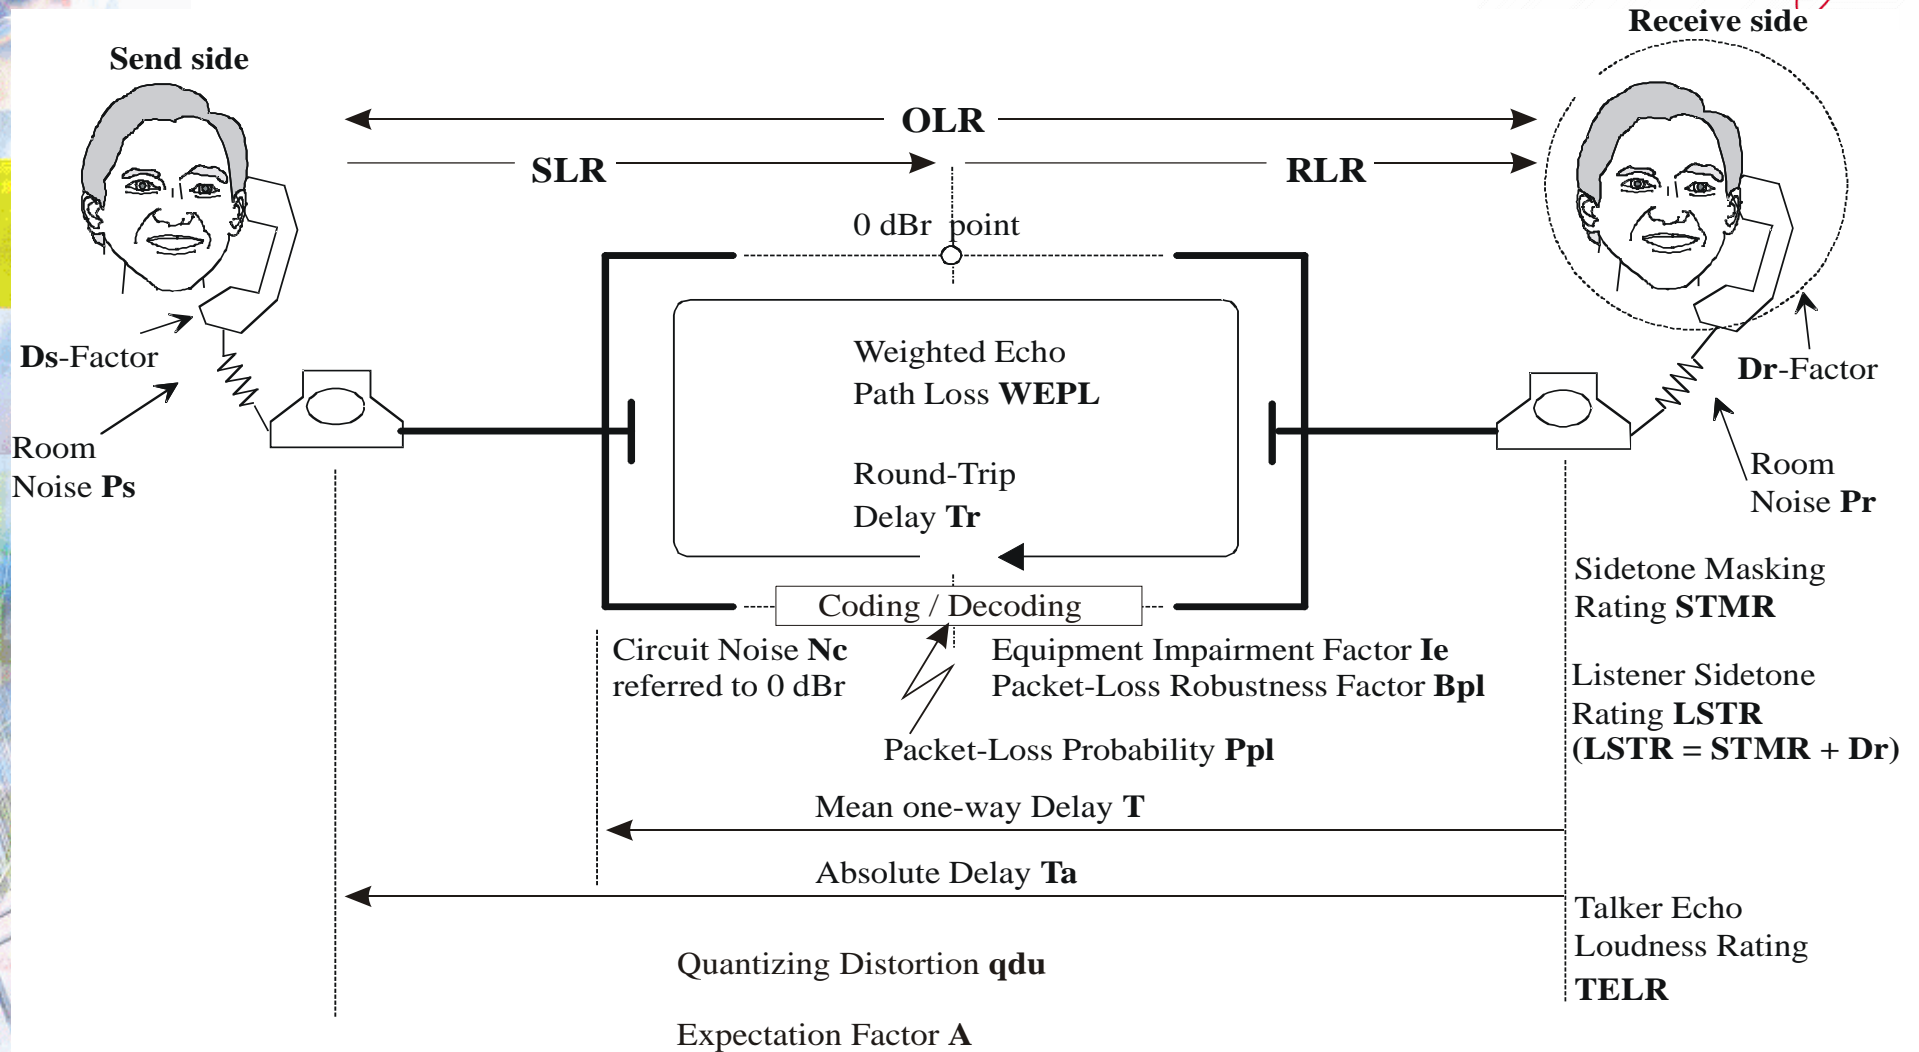 Receive side
Send side
OLR
SLR
RLR
0 dBr point
Weighted Echo
Path Loss WEPL
Ds-Factor
Dr-Factor
Room
Noise Ps
Round-Trip
Delay Tr
Room
Noise Pr
Coding / Decoding
Circuit Noise Nc
referred to 0 dBr
Equipment Impairment Factor Ie
Packet-Loss Robustness Factor Bpl
Packet-Loss Probability Ppl
Sidetone Masking
Rating STMR
Listener Sidetone
Rating LSTR
(LSTR = STMR + Dr)
Mean one-way Delay T
Absolute Delay Ta
Talker Echo
Loudness Rating
TELR
Quantizing Distortion qdu
Expectation Factor A